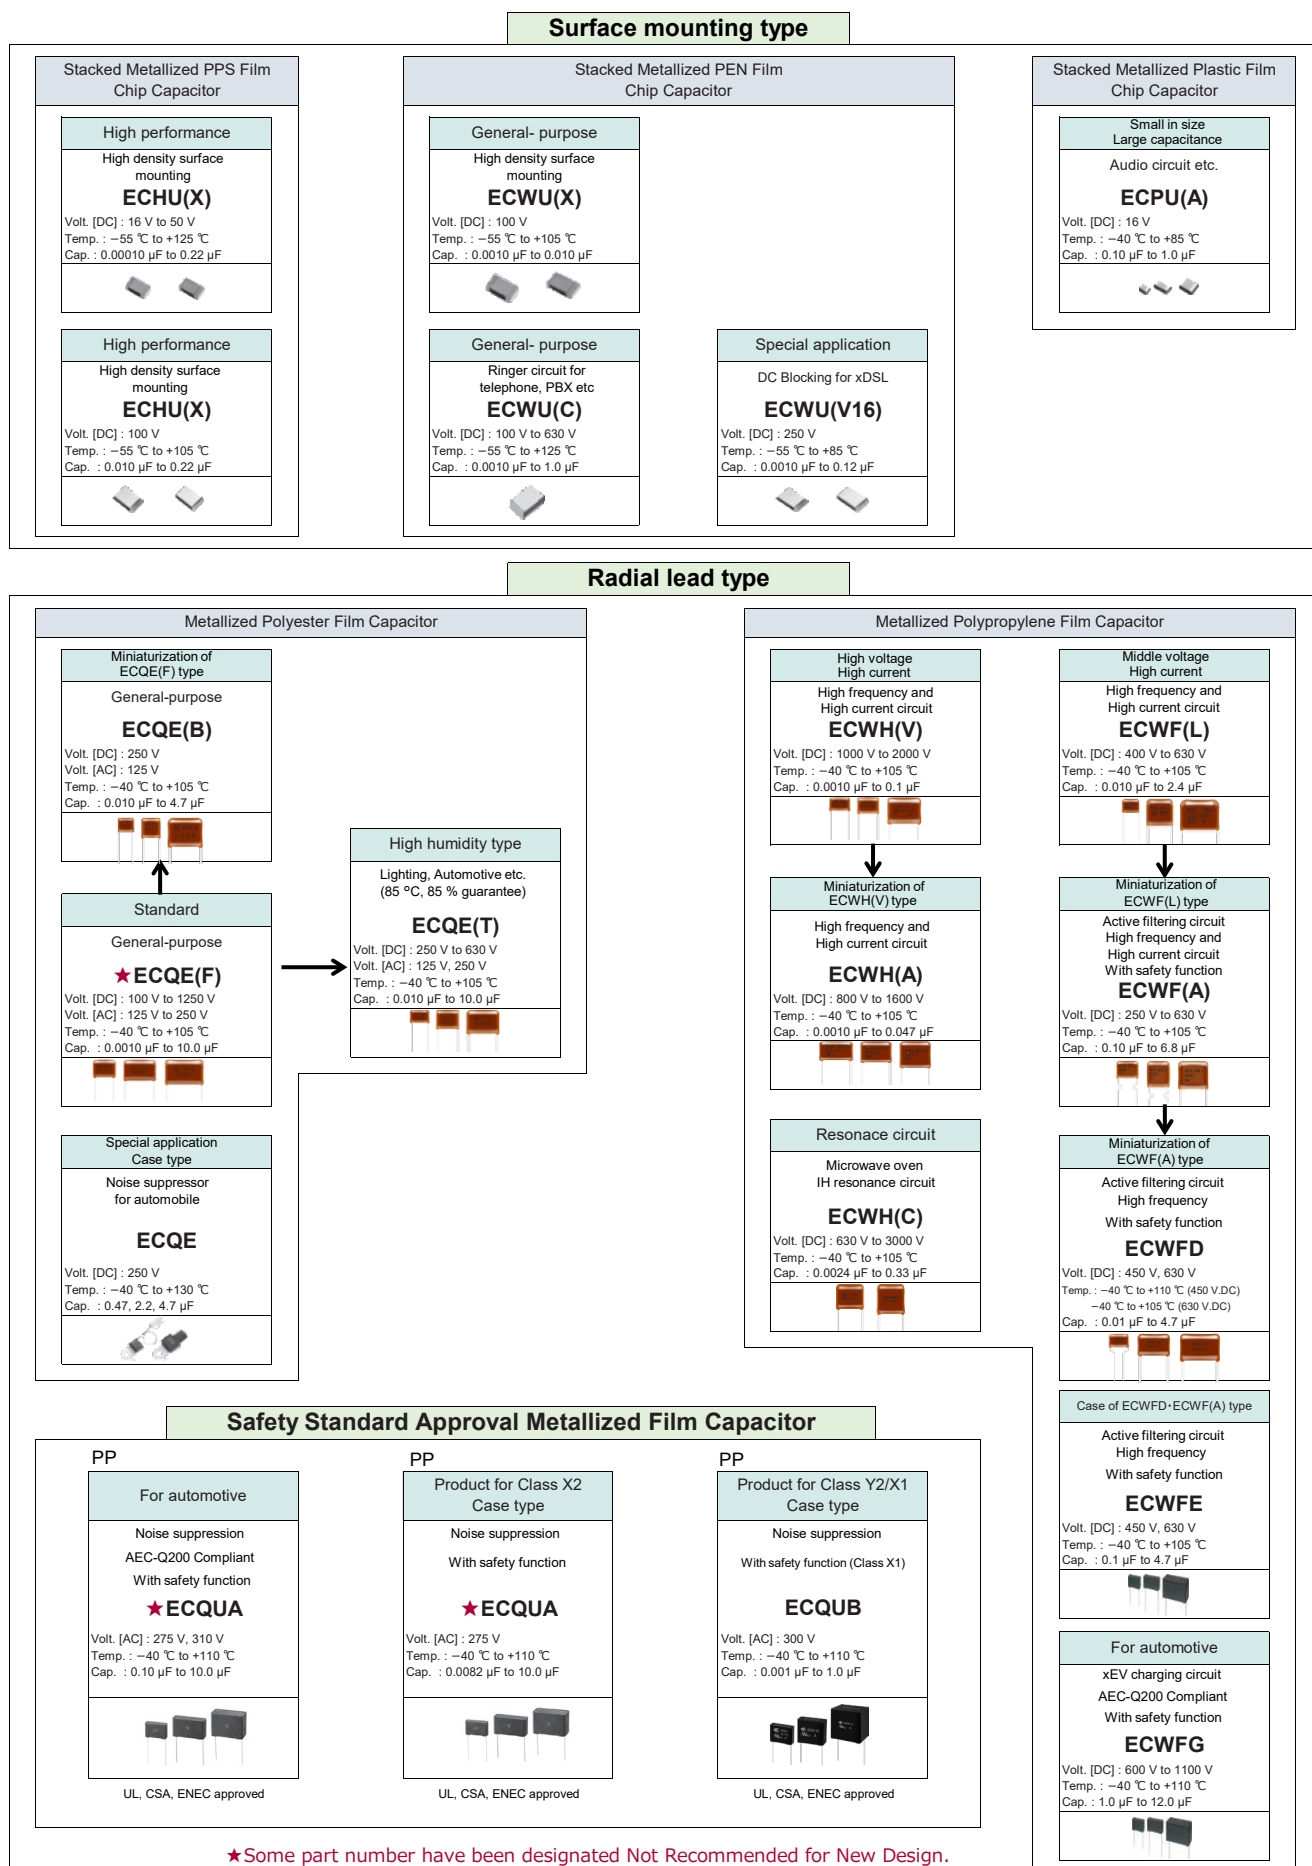 Surface mounting type
Stacked Metallized PPS Film
Chip Capacitor
High performance
High density surface
mounting
ECHU(X)
Volt. [DC] : 16 V to 50 V
Temp. : −55 ℃ to +125 ℃
Cap. : 0.00010 μF to 0.22 μF
High performance
High density surface
mounting
ECHU(X)
Volt. [DC] : 100 V
Temp. : −55 ℃ to +105 ℃
Cap. : 0.010 μF to 0.22 μF
Stacked Metallized PEN Film
Chip Capacitor
General- purpose
High density surface
mounting
ECWU(X)
Volt. [DC] : 100 V
Temp. : −55 ℃ to +105 ℃
Cap. : 0.0010 μF to 0.010 μF
General- purpose
Ringer circuit for
telephone, PBX etc
ECWU(C)
Volt. [DC] : 100 V to 630 V
Temp. : −55 ℃ to +125 ℃
Cap. : 0.0010 μF to 1.0 μF
Special application
DC Blocking for xDSL
ECWU(V16)
Volt. [DC] : 250 V
Temp. : −55 ℃ to +85 ℃
Cap. : 0.0010 μF to 0.12 μF
Stacked Metallized Plastic Film
Chip Capacitor
Small in size
Large capacitance
Audio circuit etc.
ECPU(A)
Volt. [DC] : 16 V
Temp. : −40 ℃ to +85 ℃
Cap. : 0.10 μF to 1.0 μF
Radial lead type
Metallized Polyester Film Capacitor
Miniaturization of
ECQE(F) type
General-purpose
ECQE(B)
Volt. [DC] : 250 V
Volt. [AC] : 125 V
Temp. : −40 ℃ to +105 ℃
Cap. : 0.010 μF to 4.7 μF
Standard
General-purpose
★ECQE(F)
Volt. [DC] : 100 V to 1250 V
Volt. [AC] : 125 V to 250 V
Temp. : −40 ℃ to +105 ℃
Cap. : 0.0010 μF to 10.0 μF
High humidity type
Lighting, Automotive etc.
(85 °C, 85 % guarantee)
ECQE(T)
Volt. [DC] : 250 V to 630 V
Volt. [AC] : 125 V, 250 V
Temp. : −40 ℃ to +105 ℃
Cap. : 0.010 μF to 10.0 μF
Special application
Case type
Noise suppressor
for automobile
ECQE
Volt. [DC] : 250 V
Temp. : −40 ℃ to +130 ℃
Cap. : 0.47, 2.2, 4.7 μF
Metallized Polypropylene Film Capacitor
High voltage
High current
High frequency and
High current circuit
ECWH(V)
Volt. [DC] : 1000 V to 2000 V
Temp. : −40 ℃ to +105 ℃
Cap. : 0.0010 μF to 0.1 μF
Miniaturization of
ECWH(V) type
High frequency and
High current circuit
ECWH(A)
Volt. [DC] : 800 V to 1600 V
Temp. : −40 ℃ to +105 ℃
Cap. : 0.0010 μF to 0.047 μF
Resonace circuit
Microwave oven
IH resonance circuit
ECWH(C)
Volt. [DC] : 630 V to 3000 V
Temp. : −40 ℃ to +105 ℃
Cap. : 0.0024 μF to 0.33 μF
Middle voltage
High current
High frequency and
High current circuit
ECWF(L)
Volt. [DC] : 400 V to 630 V
Temp. : −40 ℃ to +105 ℃
Cap. : 0.010 μF to 2.4 μF
Miniaturization of
ECWF(L) type
Active filtering circuit
High frequency and
High current circuit
With safety function
ECWF(A)
Volt. [DC] : 250 V to 630 V
Temp. : −40 ℃ to +105 ℃
Cap. : 0.10 μF to 6.8 μF
Miniaturization of
ECWF(A) type
Active filtering circuit
High frequency
With safety function
ECWFD
Volt. [DC] : 450 V, 630 V
Temp. : −40 ℃ to +110 ℃ (450 V.DC)
−40 ℃ to +105 ℃ (630 V.DC)
Cap. : 0.01 μF to 4.7 μF
Case of ECWFD･ECWF(A) type
Active filtering circuit
High frequency
With safety function
ECWFE
Volt. [DC] : 450 V, 630 V
Temp. : −40 ℃ to +105 ℃
Cap. : 0.1 μF to 4.7 μF
For automotive
xEV charging circuit
AEC-Q200 Compliant
With safety function
ECWFG
Volt. [DC] : 600 V to 1100 V
Temp. : −40 ℃ to +110 ℃
Cap. : 1.0 μF to 12.0 μF
Safety Standard Approval Metallized Film Capacitor
PP
For automotive
Noise suppression
AEC-Q200 Compliant
With safety function
★ECQUA
Volt. [AC] : 275 V, 310 V
Temp. : −40 ℃ to +110 ℃
Cap. : 0.10 μF to 10.0 μF
UL, CSA, ENEC approved
PP
Product for Class X2
Case type
Noise suppression
With safety function
★ECQUA
Volt. [AC] : 275 V
Temp. : −40 ℃ to +110 ℃
Cap. : 0.0082 μF to 10.0 μF
UL, CSA, ENEC approved
PP
Product for Class Y2/X1
Case type
Noise suppression
With safety function (Class X1)
ECQUB
Volt. [AC] : 300 V
Temp. : −40 ℃ to +110 ℃
Cap. : 0.001 μF to 1.0 μF
UL, CSA, ENEC approved
★Some part number have been designated Not Recommended for New Design.